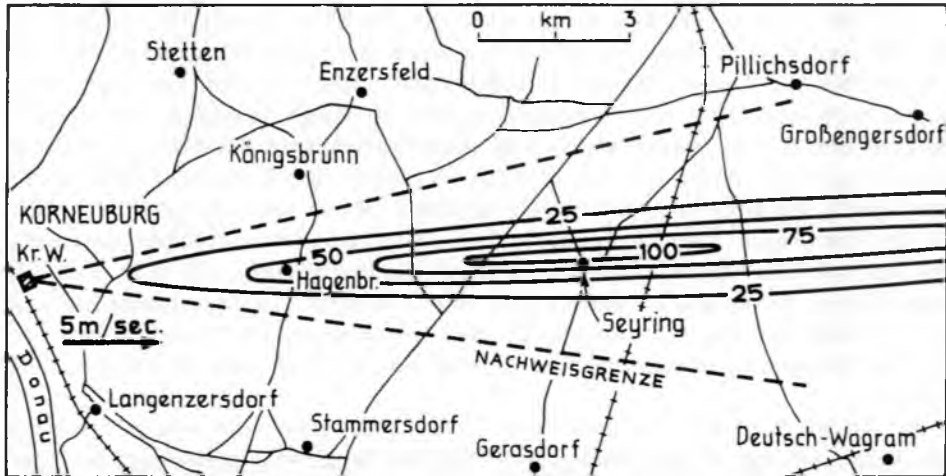 0 km 3
Stetten
Enzersfeld
Pillichsdorf
Großengersdorf
Königsbrunn
KORNEUBURG
Kr.W.
25
75
50
100
Hagenbr.
25
5m/sec.
Seyring
NACHWEISGRENZE
Donau
Langenzersdorf
Stammersdorf
Gerasdorf
Deutsch-Wagram